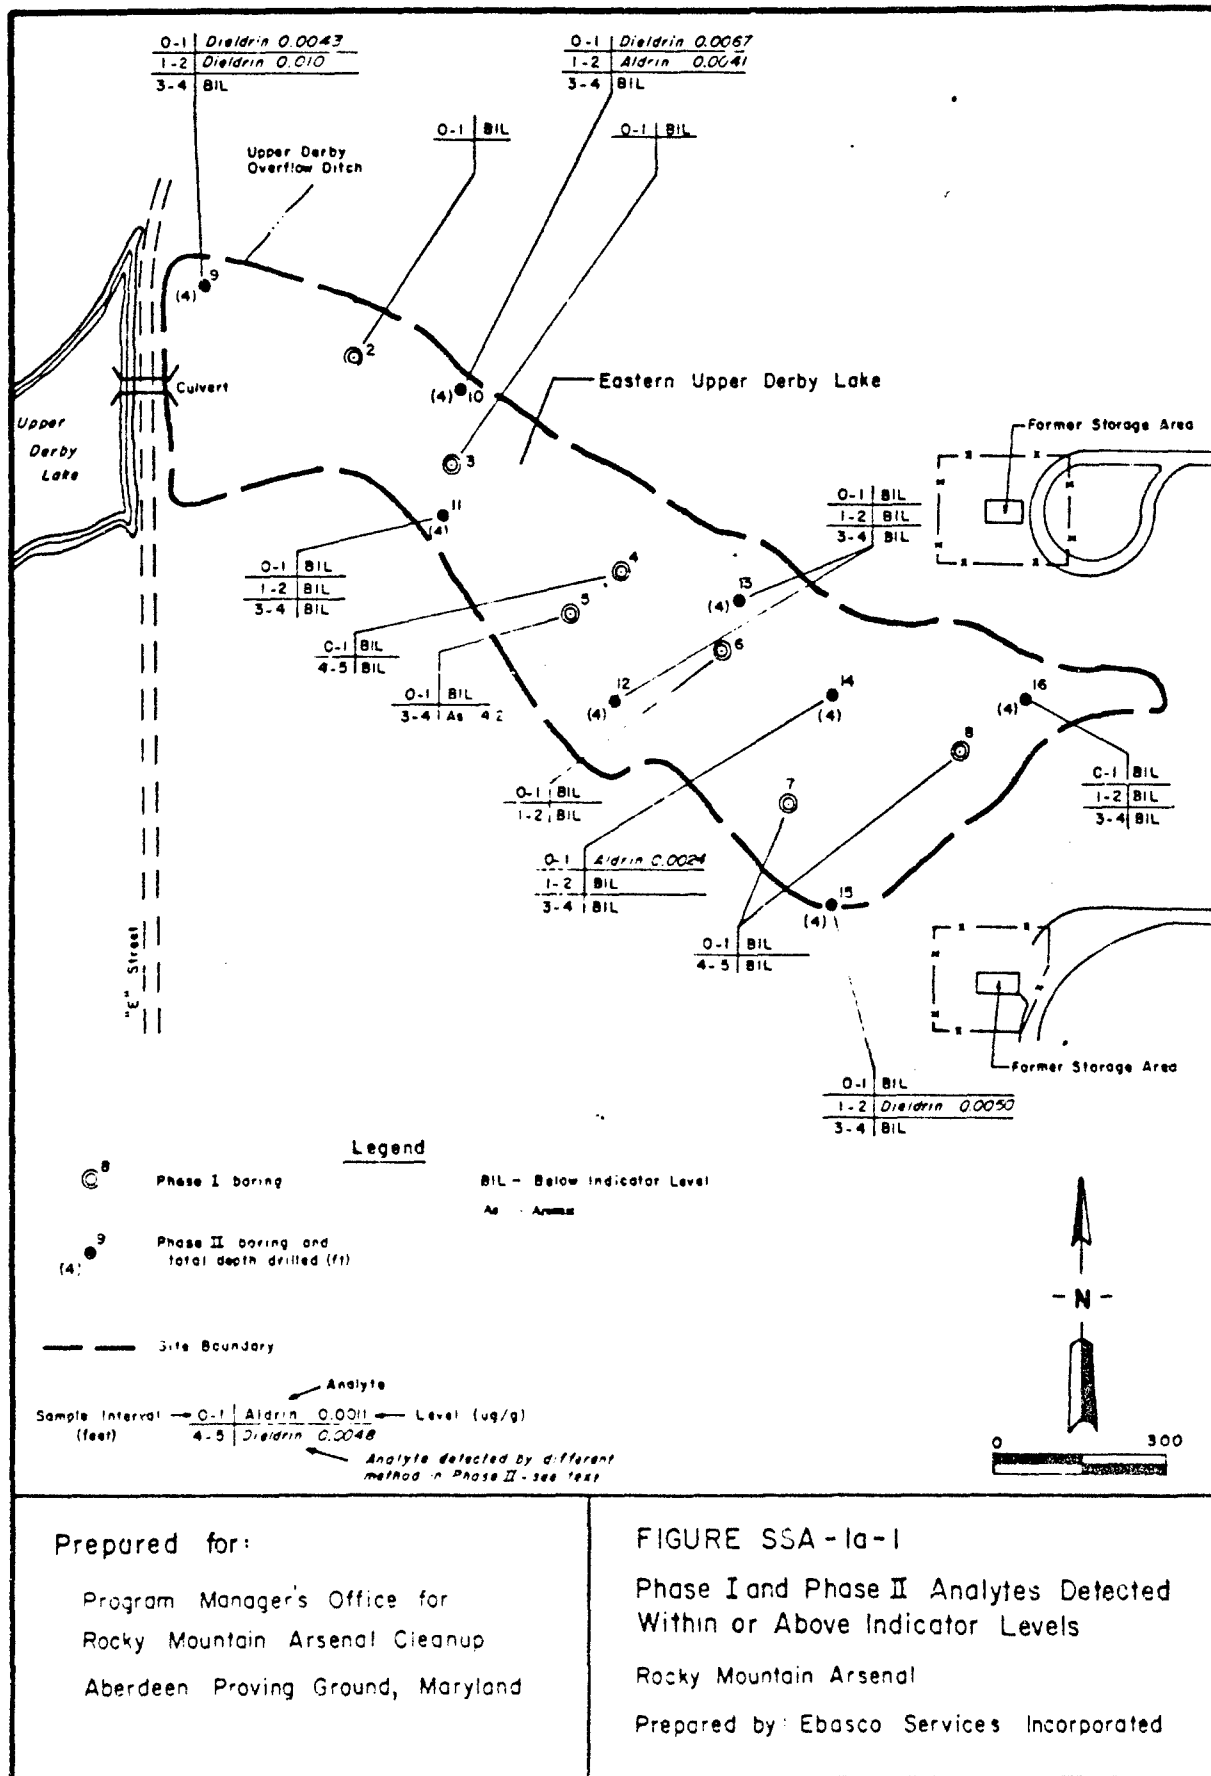 0-1 Dieldrin 0.0043
1-2 Dieldrin 0.010
3-4 BIL
0-1 Dieldrin 0.0067
1-2 Aldrin 0.0041
3-4 BIL
0-1 BIL
0-1 BIL
Upper Derby
Overflow Ditch
9
(4)
2
(4) 10
Culvert
Eastern Upper Derby Lake
Upper
Derby
Lake
3
11
(4)
Former Storage Area
0-1 BIL
1-2 BIL
3-4 BIL
0-1 BIL
1-2 BIL
3-4 BIL
4
5
13
(4)
6
0-1 BIL
4-5 BIL
0-1 BIL
3-4 As 4.2
12
(4)
14
(4)
16
(4)
8
7
0-1 BIL
1-2 BIL
0-1 BIL
1-2 BIL
3-4 BIL
0-1 Aldrin 0.0024
1-2 BIL
3-4 BIL
15
(4)
0-1 BIL
4-5 BIL
"E" Street
Former Storage Area
0-1 BIL
1-2 Dieldrin 0.0050
3-4 BIL
Legend
8
Phase I boring
BIL - Below Indicator Level
As - Arsenic
9
(4)
Phase II boring and
total depth drilled (ft)
Site Boundary
Analyte
Sample Interval
(feet)
0-1 Aldrin 0.0011
4-5 Dieldrin 0.0048
Level (ug/g)
Analyte detected by different
method in Phase II - see text
- N -
0 300
Prepared for:
Program Manager's Office for
Rocky Mountain Arsenal Cleanup
Aberdeen Proving Ground, Maryland
FIGURE SSA-1a-1
Phase I and Phase II Analytes Detected
Within or Above Indicator Levels
Rocky Mountain Arsenal
Prepared by: Ebasco Services Incorporated